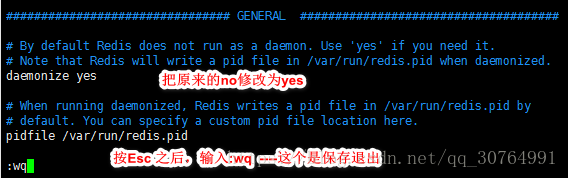 ################################ GENERAL #####################################
# By default Redis does not run as a daemon. Use 'yes' if you need it.
# Note that Redis will write a pid file in /var/run/redis.pid when daemonized.
daemonize yes
把原来的no修改为yes
# When running daemonized, Redis writes a pid file in /var/run/redis.pid by
# default. You can specify a custom pid file location here.
pidfile /var/run/redis.pid
按Esc 之后，输入:wq ----这个是保存退出
dn.net/qq_30764991
:wq